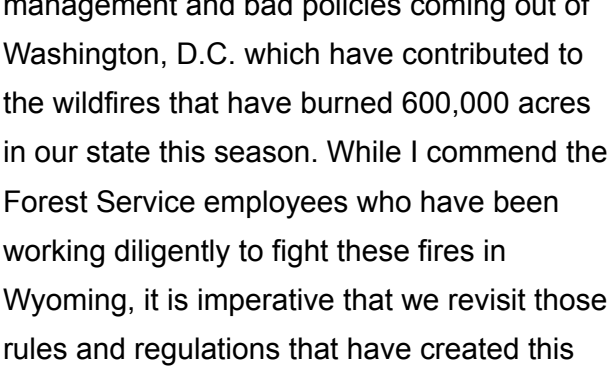 management and bad policies coming out of
Washington, D.C. which have contributed to
the wildfires that have burned 600,000 acres
in our state this season. While I commend the
Forest Service employees who have been
working diligently to fight these fires in
Wyoming, it is imperative that we revisit those
rules and regulations that have created this